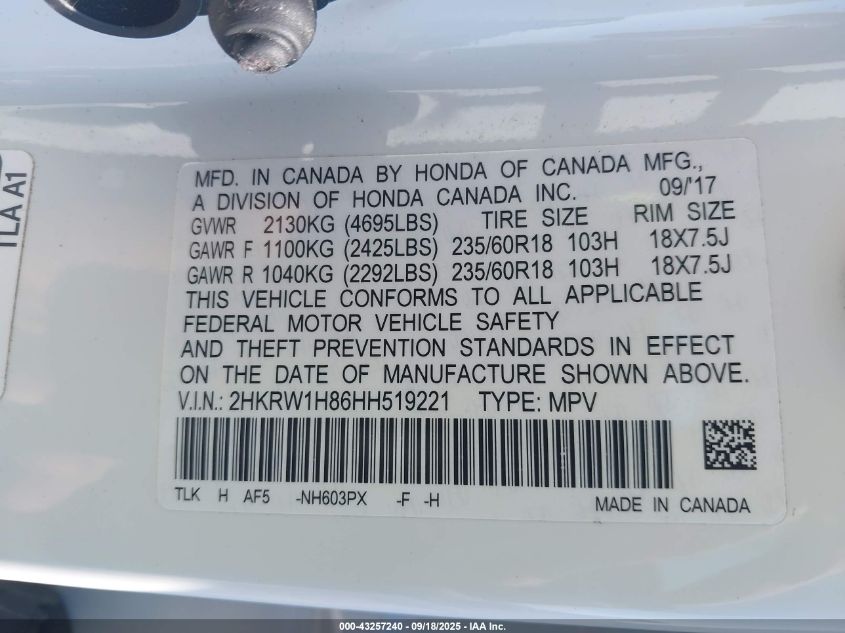 TLA A1
MFD. IN CANADA BY HONDA OF CANADA MFG.,
A DIVISION OF HONDA CANADA INC. 09/'17
GVWR 2130KG (4695LBS) TIRE SIZE RIM SIZE
GAWR F 1100KG (2425LBS) 235/60R18 103H 18X7.5J
GAWR R 1040KG (2292LBS) 235/60R18 103H 18X7.5J
THIS VEHICLE CONFORMS TO ALL APPLICABLE
FEDERAL MOTOR VEHICLE SAFETY
AND THEFT PREVENTION STANDARDS IN EFFECT
ON THE DATE OF MANUFACTURE SHOWN ABOVE.
V.I.N.: 2HKRW1H86HH519221 TYPE: MPV
TLK H AF5 -NH603PX -F -H MADE IN CANADA
000-43257240 - 09/18/2025 - IAA Inc.